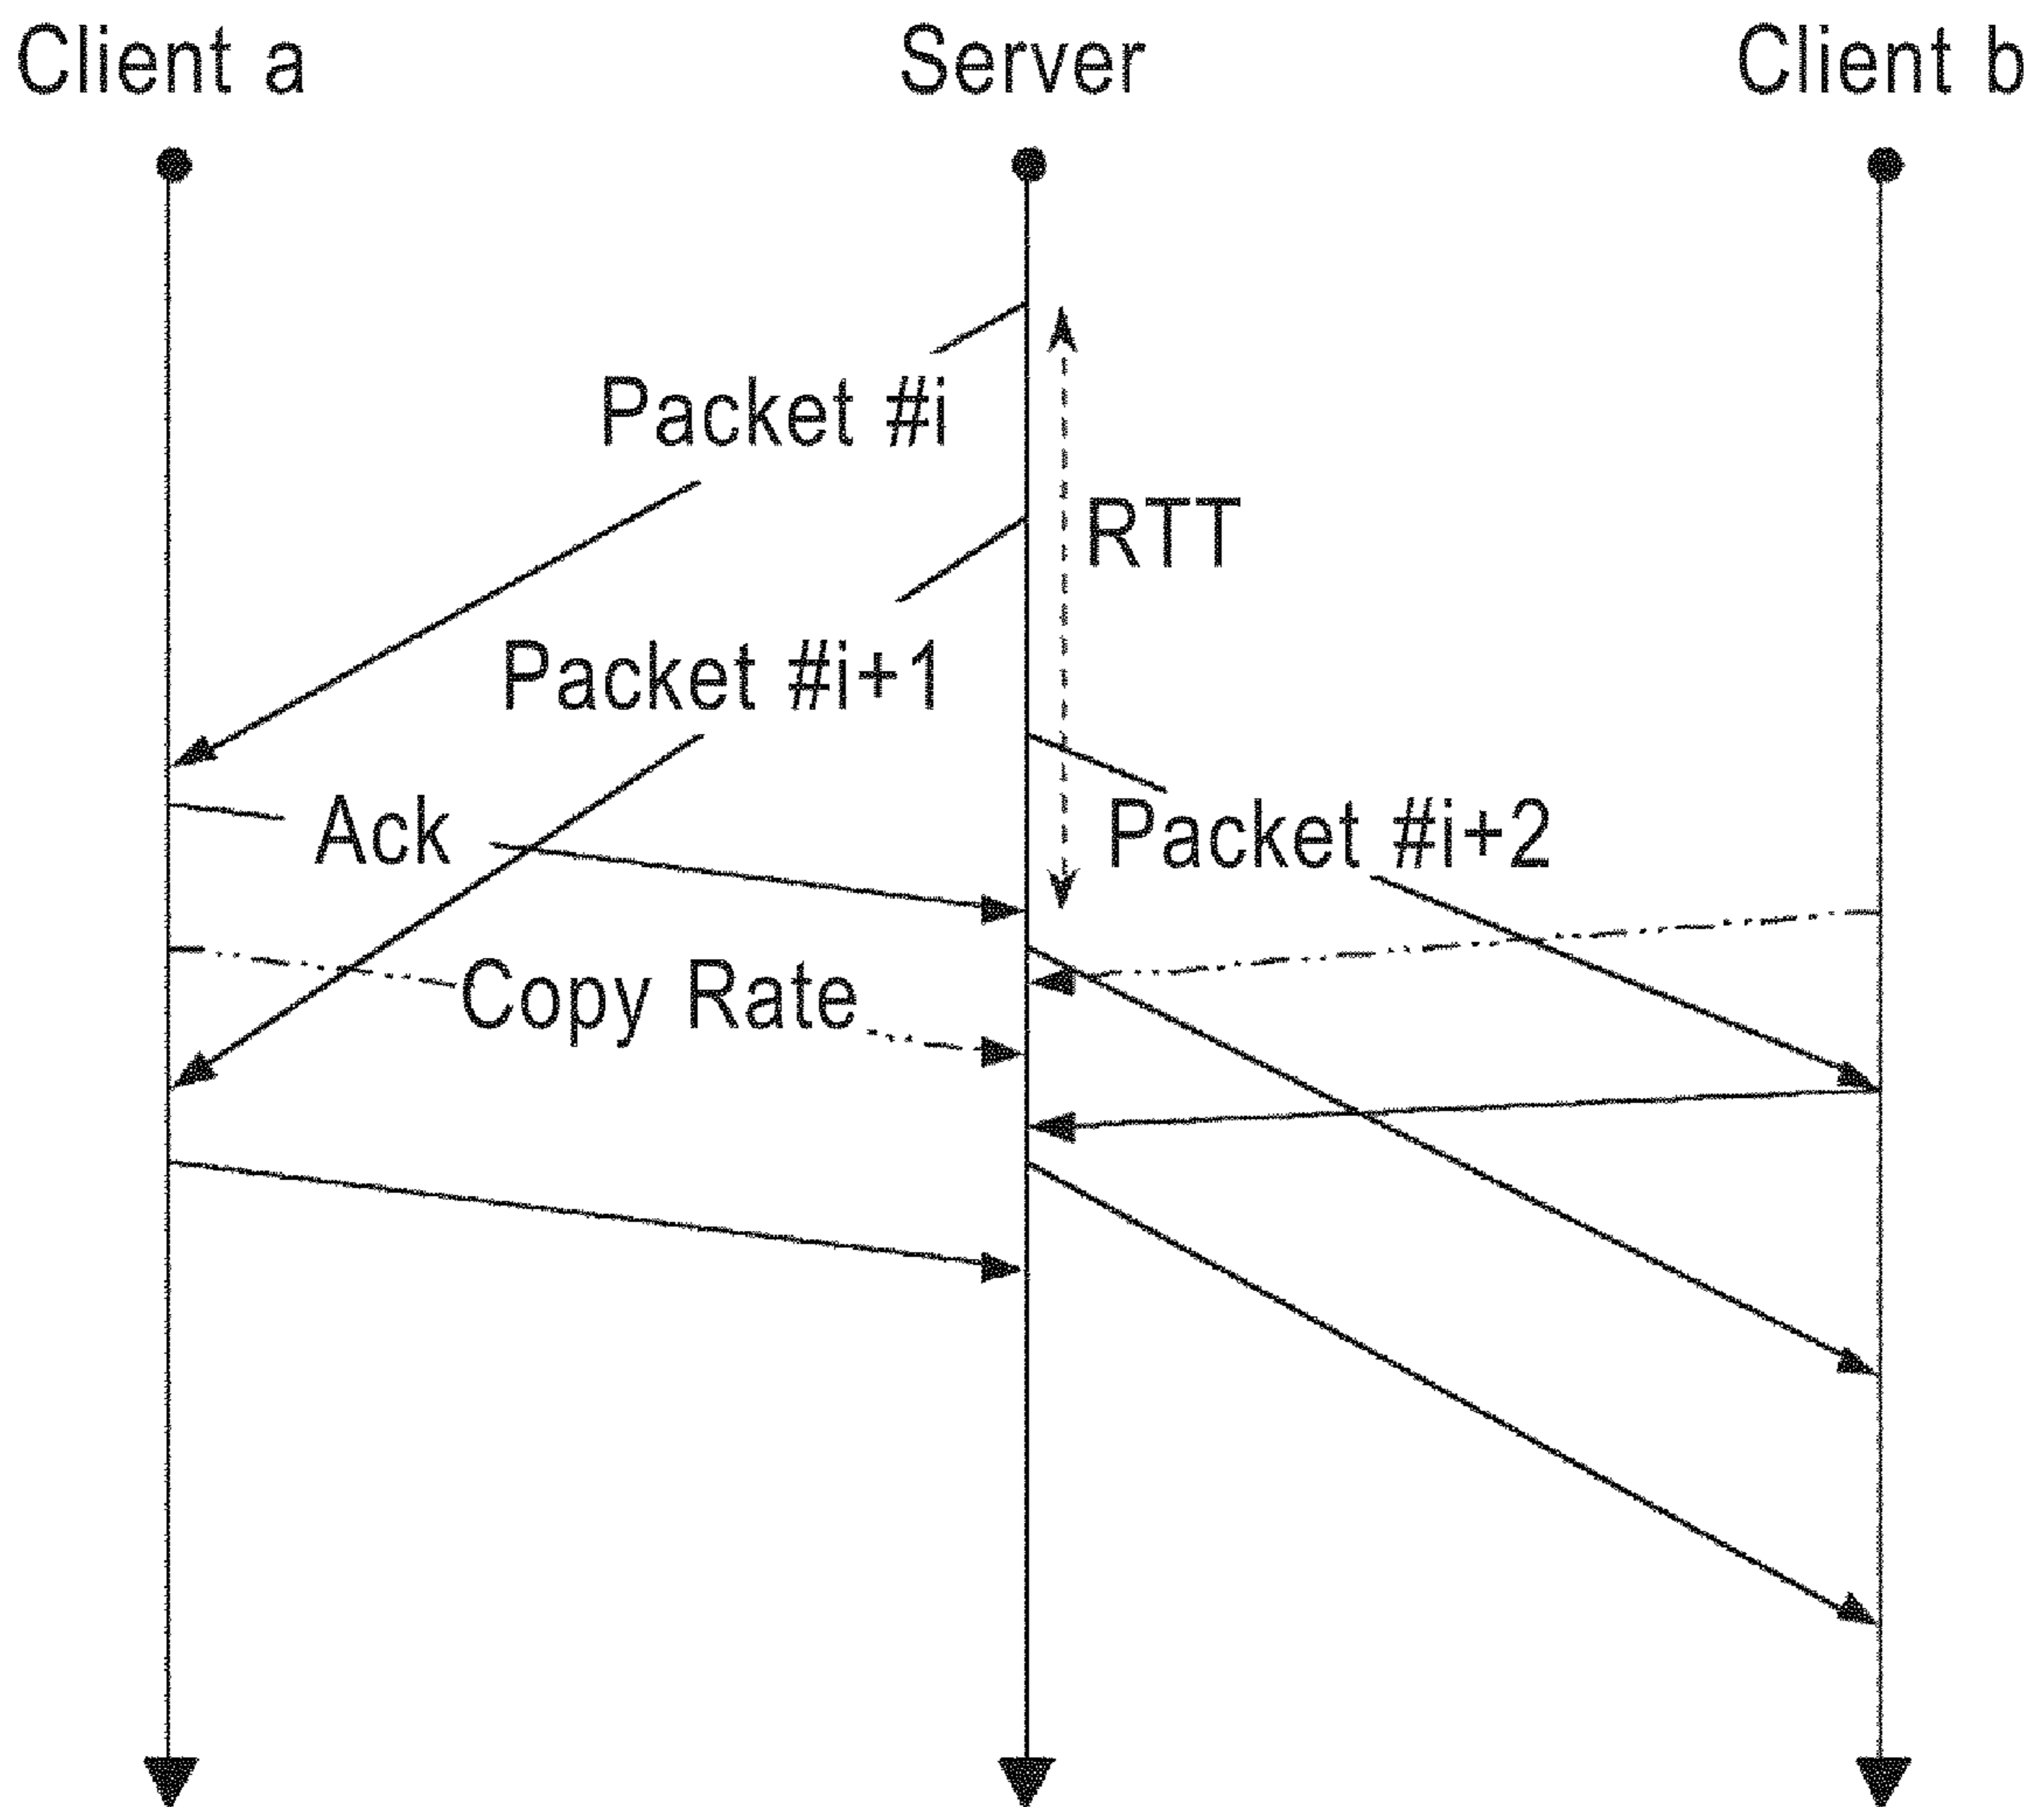 Client a
Server
Client b
Packet #i
RTT
Packet #i+1
Ack
Packet #i+2
Copy Rate